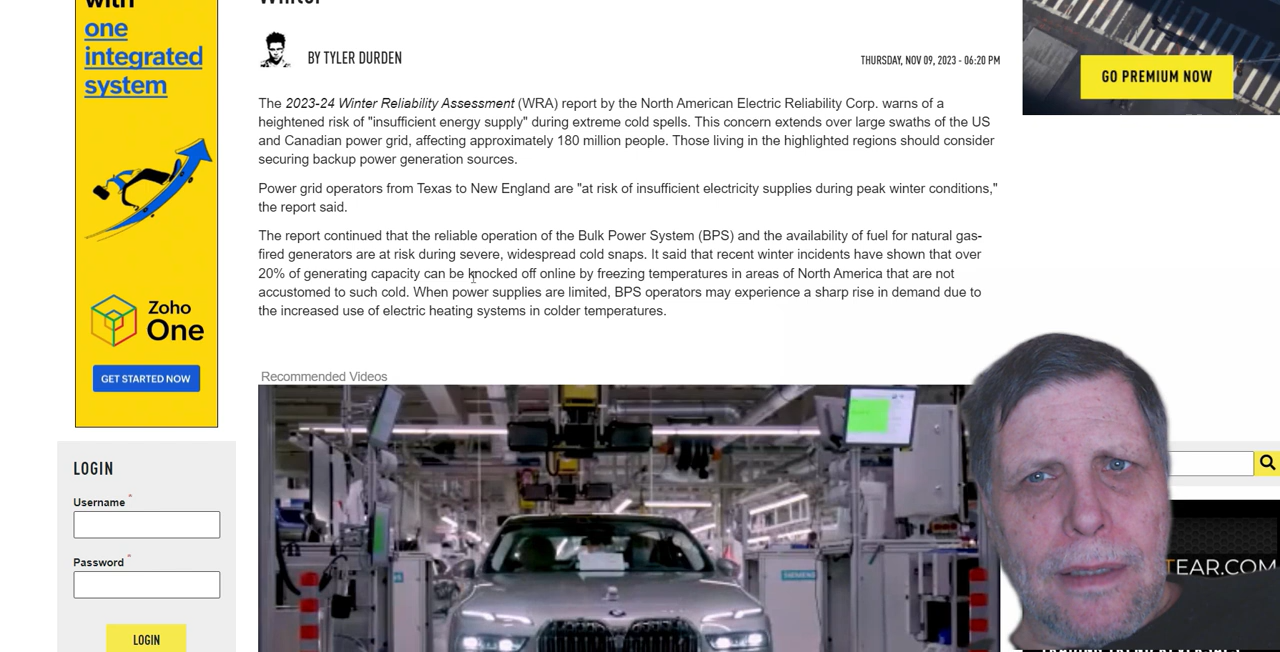 with
one
integrated
system
Zoho
One
GET STARTED NOW
BY TYLER DURDEN
THURSDAY, NOV 09, 2023 - 06:20 PM
The 2023-24 Winter Reliability Assessment (WRA) report by the North American Electric Reliability Corp. warns of a
heightened risk of "insufficient energy supply" during extreme cold spells. This concern extends over large swaths of the US
and Canadian power grid, affecting approximately 180 million people. Those living in the highlighted regions should consider
securing backup power generation sources.
Power grid operators from Texas to New England are "at risk of insufficient electricity supplies during peak winter conditions,"
the report said.
The report continued that the reliable operation of the Bulk Power System (BPS) and the availability of fuel for natural gas-
fired generators are at risk during severe, widespread cold snaps. It said that recent winter incidents have shown that over
20% of generating capacity can be knocked off online by freezing temperatures in areas of North America that are not
accustomed to such cold. When power supplies are limited, BPS operators may experience a sharp rise in demand due to
the increased use of electric heating systems in colder temperatures.
Recommended Videos
SIEMENS
GO PREMIUM NOW
LOGIN
Username *
Password *
LOGIN
TEAR.COM